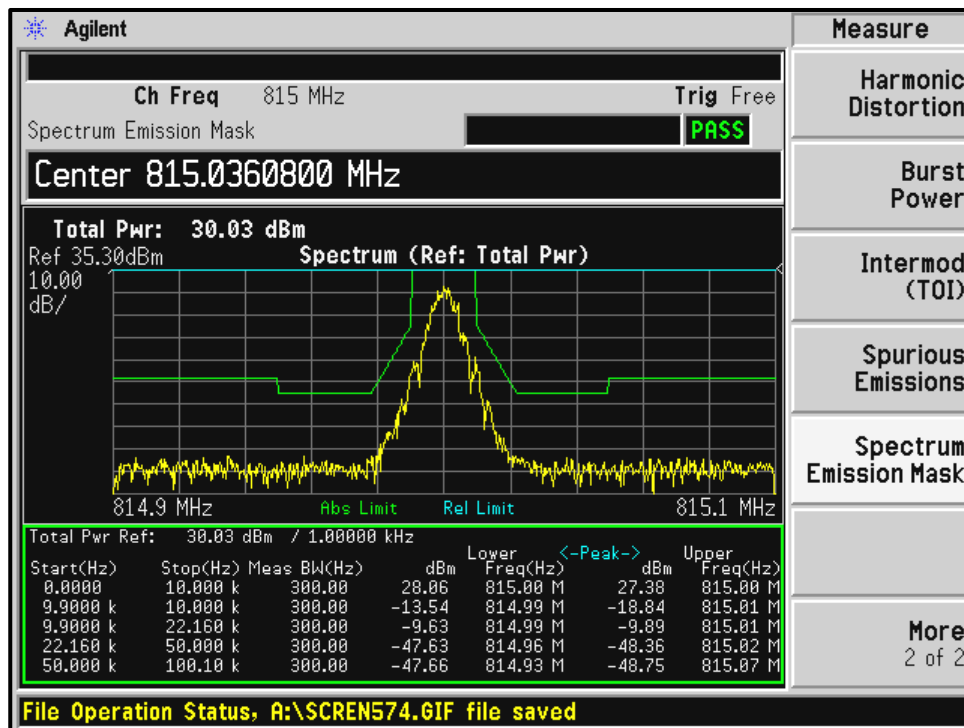 Agilent
Measure
Ch Freq 815 MHz Trig Free
Spectrum Emission Mask PASS
Center 815.0360800 MHz
Total Pwr: 30.03 dBm
Ref 35.30dBm Spectrum (Ref: Total Pwr)
10.00
dB/
814.9 MHz Abs Limit Rel Limit 815.1 MHz
Total Pwr Ref: 30.03 dBm / 1.00000 kHz
Lower <-Peak-> Upper
Start(Hz) Stop(Hz) Meas BW(Hz) dBm Freq(Hz) dBm Freq(Hz)
0.0000 10.000 k 300.00 28.06 815.00 M 27.38 815.00 M
9.9000 k 10.000 k 300.00 -13.54 814.99 M -18.84 815.01 M
9.9000 k 22.160 k 300.00 -9.63 814.99 M -9.89 815.01 M
22.160 k 50.000 k 300.00 -47.63 814.96 M -48.36 815.02 M
50.000 k 100.10 k 300.00 -47.66 814.93 M -48.75 815.07 M
Harmonic
Distortion
Burst
Power
Intermod
(TOI)
Spurious
Emissions
Spectrum
Emission Mask
More
2 of 2
File Operation Status, A:\SCREN574.GIF file saved